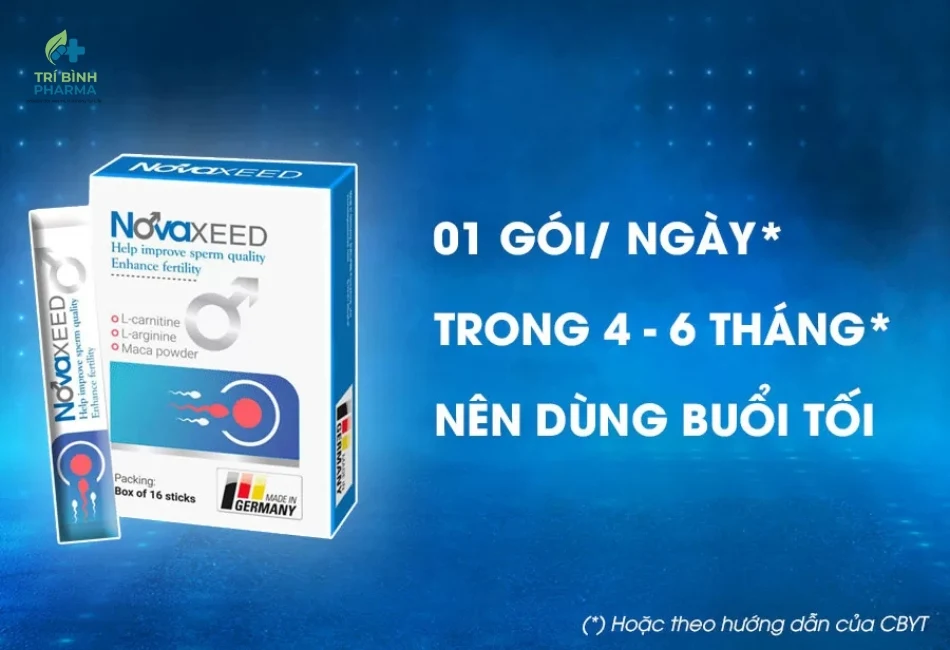 TRÍ BÌNH
PHARMA
NovaXEED
NovaXEED
Help improve sperm quality
Enhance fertility
L-carnitine
L-arginine
Maca powder
Packing:
Box of 16 sticks
MADE IN
GERMANY
GERMANY
NovaXEED
Help improve sperm quality
Enhance fertility
01 GÓI/ NGÀY*
TRONG 4 - 6 THÁNG*
NÊN DÙNG BUỔI TỐI
(*) Hoặc theo hướng dẫn của CBYT